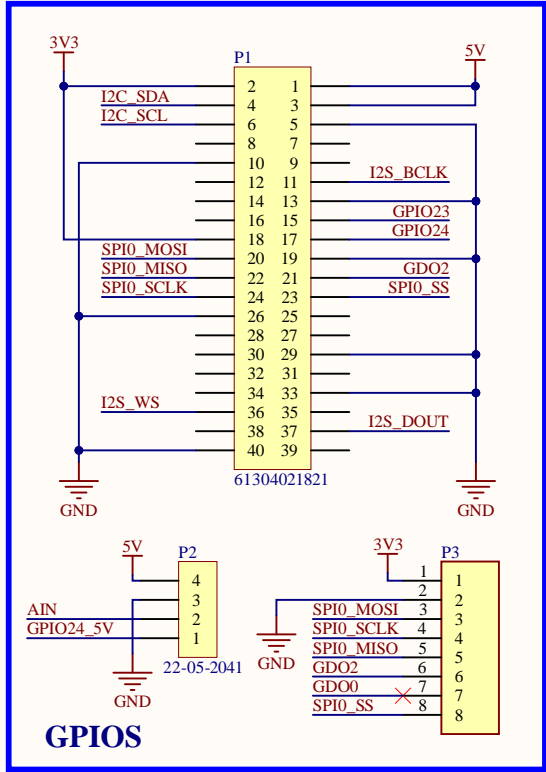 3V3
5V
P1
2 1
I2C_SDA 4 3
I2C_SCL 6 5
8 7
10 9
12 11 I2S_BCLK
14 13
16 15 GPIO23
18 17 GPIO24
SPI0_MOSI 20 19
SPI0_MISO 22 21 GDO2
SPI0_SCLK 24 23 SPI0_SS
26 25
28 27
30 29
32 31
34 33
I2S_WS 36 35
38 37 I2S_DOUT
40 39
61304021821
GND
GND
5V
P2
4
3
AIN 2
GPIO24_5V 1
22-05-2041
GND
3V3
P3
1 1
2 2
SPI0_MOSI 3 3
SPI0_SCLK 4 4
SPI0_MISO 5 5
GDO2 6 6
GDO0 7 7
SPI0_SS 8 8
GND
GPIOS